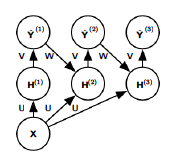 Ŷ⁽¹⁾ Ŷ⁽²⁾ Ŷ⁽³⁾
V W V W V
H⁽¹⁾ H⁽²⁾ H⁽³⁾
U U U
X